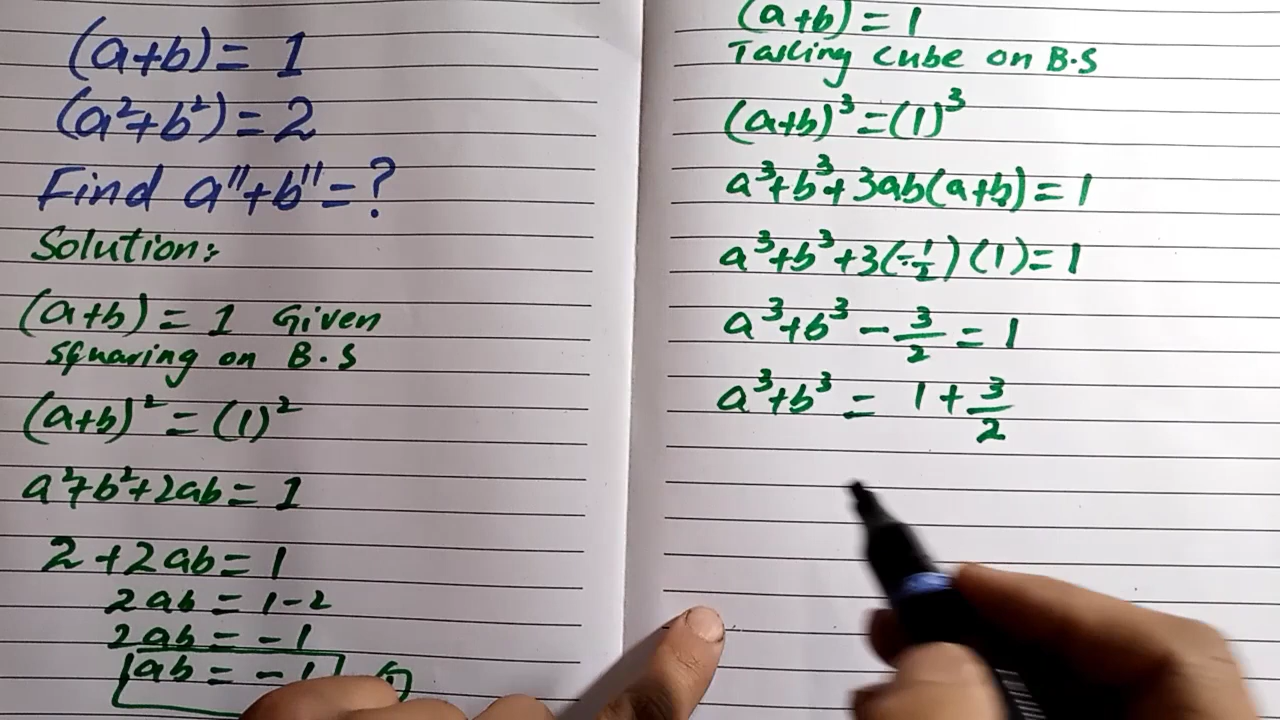 (a+b) = 1
(a²+b²) = 2
Find a¹¹+b¹¹ = ?
Solution:
(a+b) = 1 Given
Squaring on B.S
(a+b)² = (1)²
a²+b²+2ab = 1
2+2ab = 1
2ab = 1-2
2ab = -1
ab = -1
(a+b) = 1
Taking cube on B.S
(a+b)³ = (1)³
a³+b³+3ab(a+b) = 1
a³+b³+3(-1/2)(1) = 1
a³+b³ - 3/2 = 1
a³+b³ = 1 + 3/2